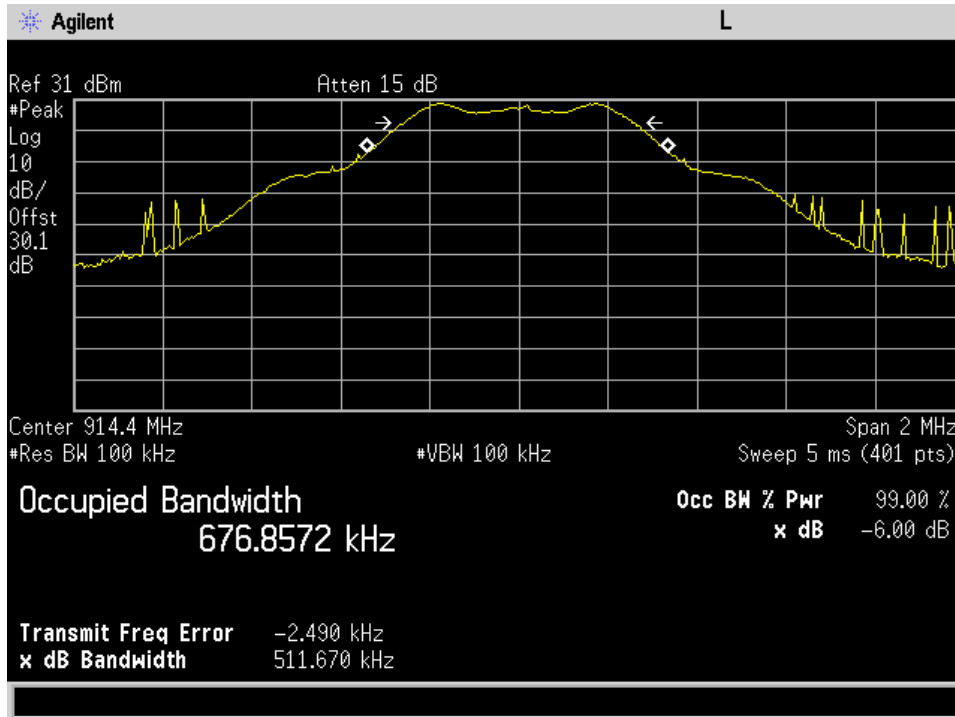 Agilent L
Ref 31 dBm Atten 15 dB
#Peak
Log
10
dB/
Offst
30.1
dB
Center 914.4 MHz Span 2 MHz
#Res BW 100 kHz #VBW 100 kHz Sweep 5 ms (401 pts)
Occupied Bandwidth Occ BW % Pwr 99.00 %
676.8572 kHz x dB -6.00 dB
Transmit Freq Error -2.490 kHz
x dB Bandwidth 511.670 kHz